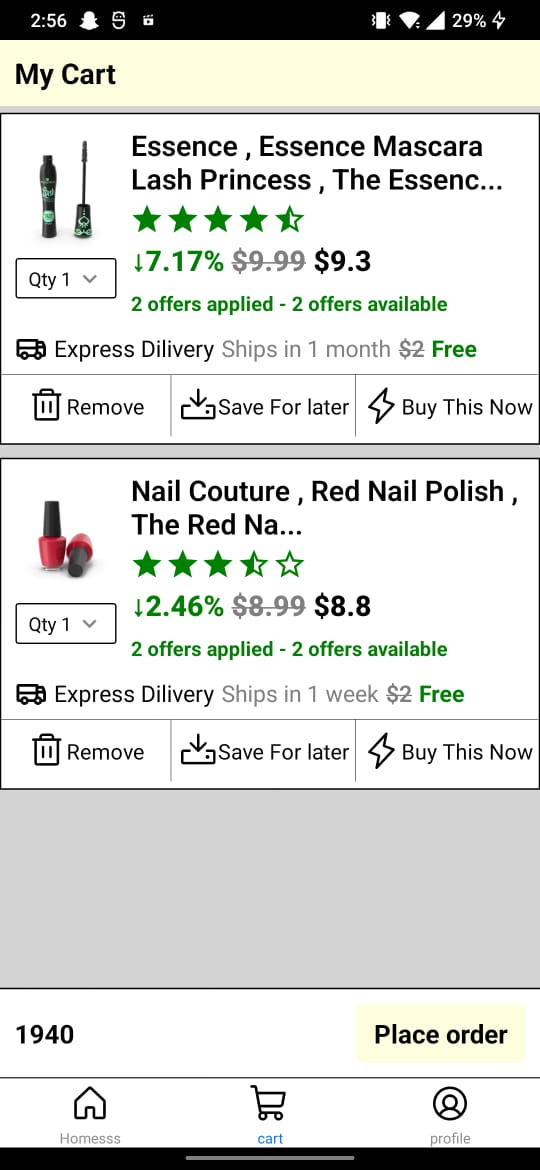 2:56
29%
My Cart
Essence , Essence Mascara
Lash Princess , The Essenc...
↓7.17% $9.99 $9.3
Qty 1
2 offers applied - 2 offers available
Express Dilivery Ships in 1 month $2 Free
Remove
Save For later
Buy This Now
Nail Couture , Red Nail Polish ,
The Red Na...
↓2.46% $8.99 $8.8
Qty 1
2 offers applied - 2 offers available
Express Dilivery Ships in 1 week $2 Free
Remove
Save For later
Buy This Now
1940
Place order
Homesss
cart
profile